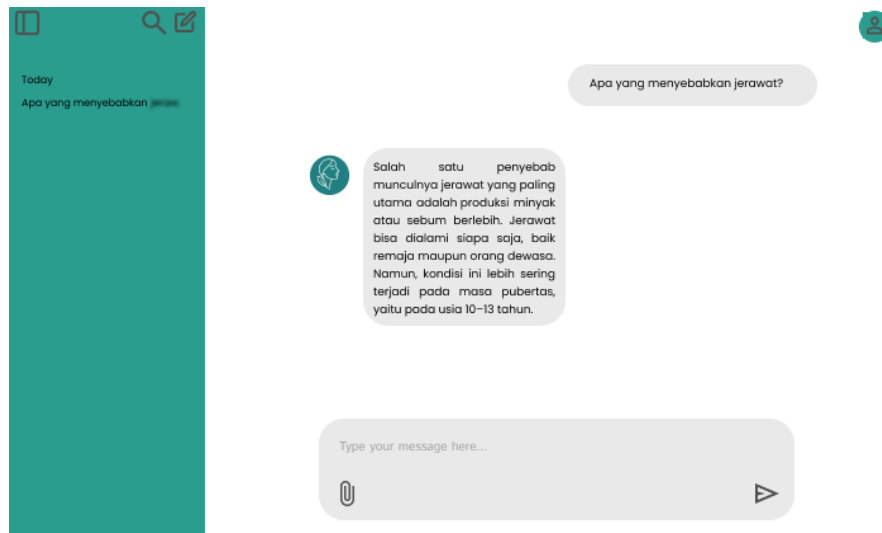 Today
Apa yang menyebabkan
Apa yang menyebabkan jerawat?
Salah satu penyebab
munculnya jerawat yang paling
utama adalah produksi minyak
atau sebum berlebih. Jerawat
bisa dialami siapa saja, baik
remaja maupun orang dewasa.
Namun, kondisi ini lebih sering
terjadi pada masa pubertas,
yaitu pada usia 10–13 tahun.
Type your message here...